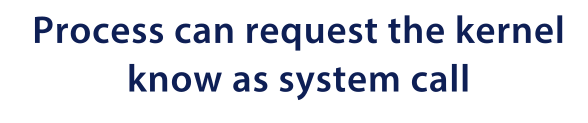 Process can request the kernel
know as system call